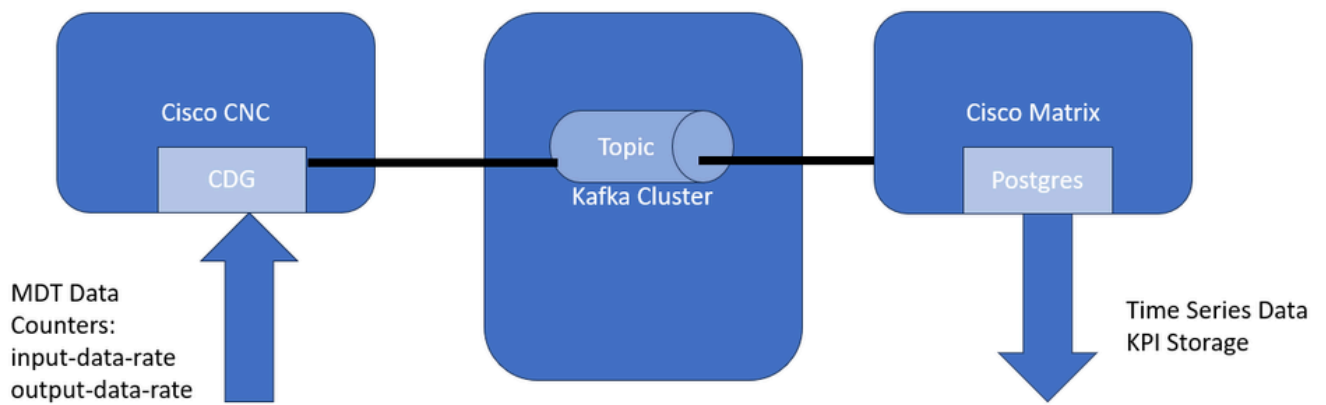 Cisco CNC
CDG
MDT Data
Counters:
input-data-rate
output-data-rate
Topic
Kafka Cluster
Cisco Matrix
Postgres
Time Series Data
KPI Storage